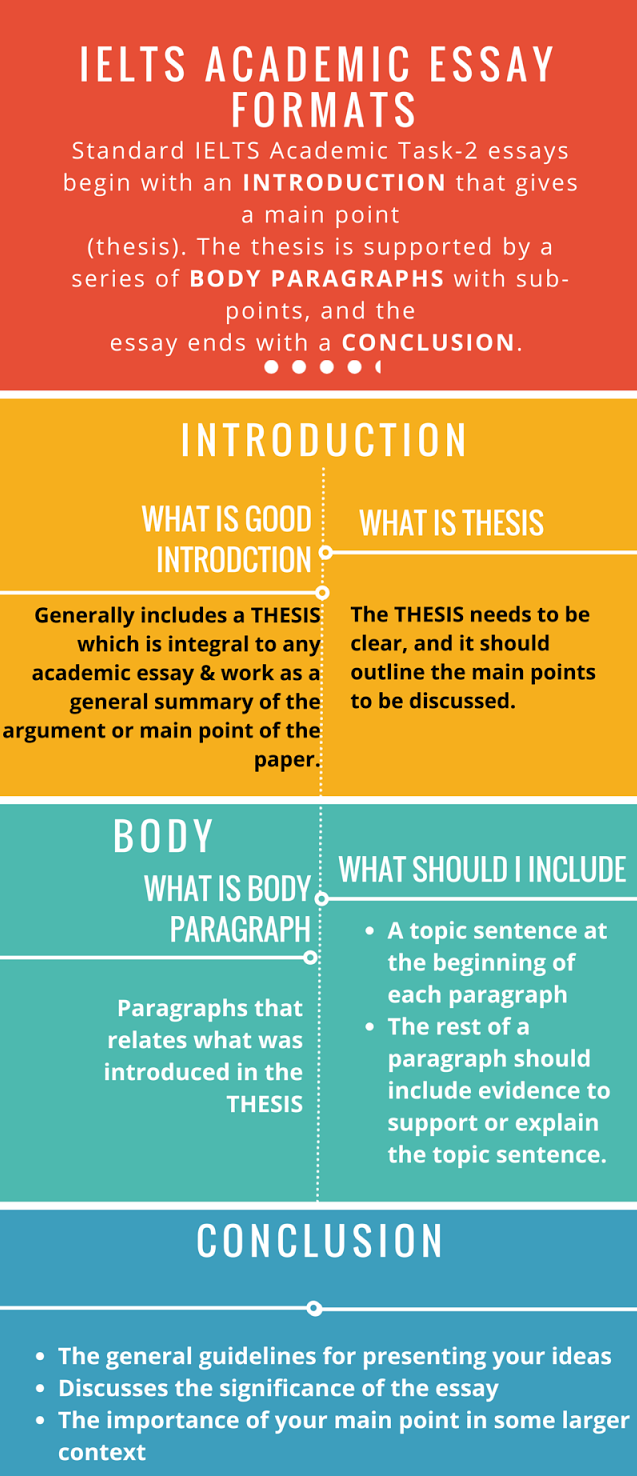 IELTS ACADEMIC ESSAY
FORMATS
Standard IELTS Academic Task-2 essays
begin with an INTRODUCTION that gives
a main point
(thesis). The thesis is supported by a
series of BODY PARAGRAPHS with sub-
points, and the
essay ends with a CONCLUSION.
INTRODUCTION
WHAT IS GOOD
INTRODCTION
Generally includes a THESIS
which is integral to any
academic essay & work as a
general summary of the
argument or main point of the
paper.
WHAT IS THESIS
The THESIS needs to be
clear, and it should
outline the main points
to be discussed.
BODY
WHAT IS BODY
PARAGRAPH
Paragraphs that
relates what was
introduced in the
THESIS
WHAT SHOULD I INCLUDE
• A topic sentence at
the beginning of
each paragraph
• The rest of a
paragraph should
include evidence to
support or explain
the topic sentence.
CONCLUSION
• The general guidelines for presenting your ideas
• Discusses the significance of the essay
• The importance of your main point in some larger
context